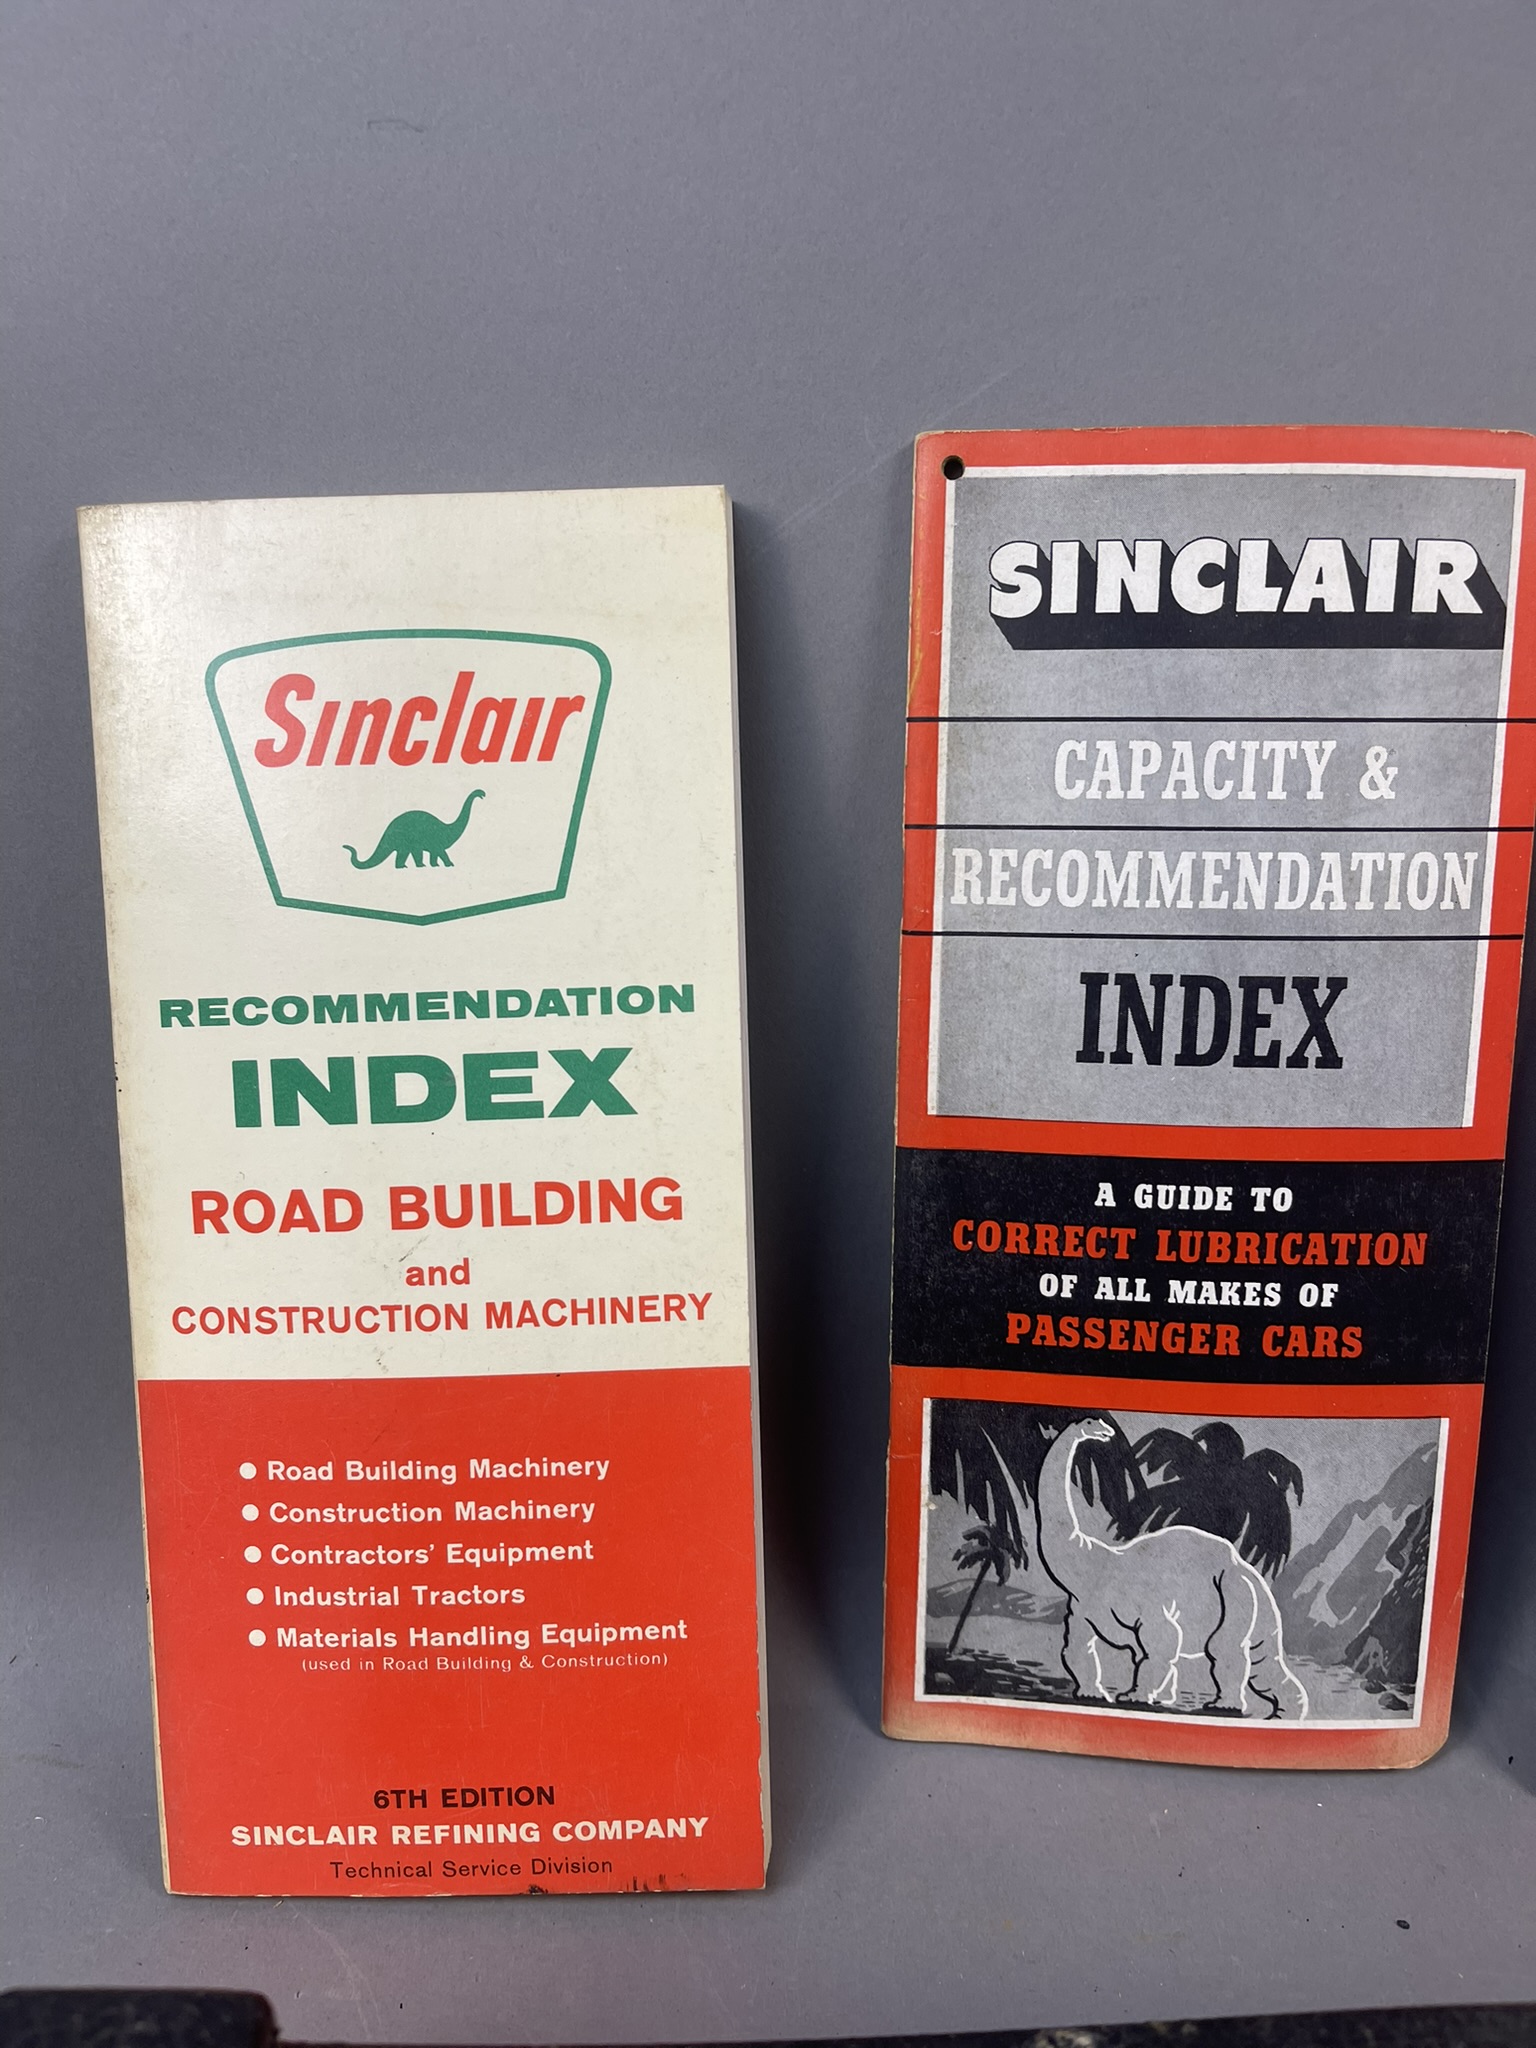 Sinclair
RECOMMENDATION
INDEX
ROAD BUILDING
and
CONSTRUCTION MACHINERY
● Road Building Machinery
● Construction Machinery
● Contractors' Equipment
● Industrial Tractors
● Materials Handling Equipment
(used in Road Building & Construction)
6TH EDITION
SINCLAIR REFINING COMPANY
Technical Service Division
SINCLAIR
CAPACITY &
RECOMMENDATION
INDEX
A GUIDE TO
CORRECT LUBRICATION
OF ALL MAKES OF
PASSENGER CARS